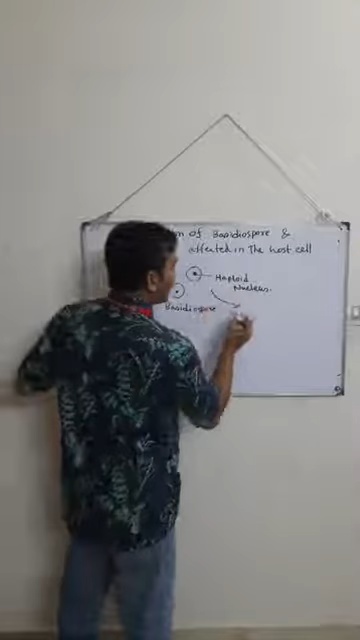 of Basidiospore &
affected in The host cell
Haploid
Nucleus.
Basidiospore